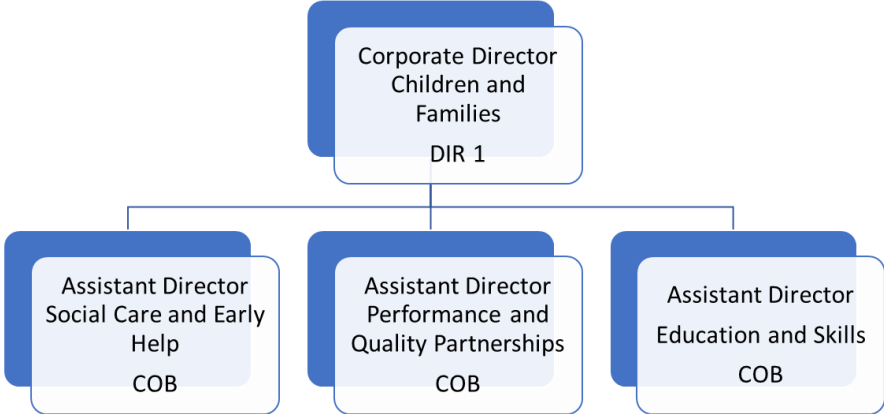 Corporate Director
Children and
Families
DIR 1
Assistant Director
Social Care and Early
Help
COB
Assistant Director
Performance and
Quality Partnerships
COB
Assistant Director
Education and Skills
COB